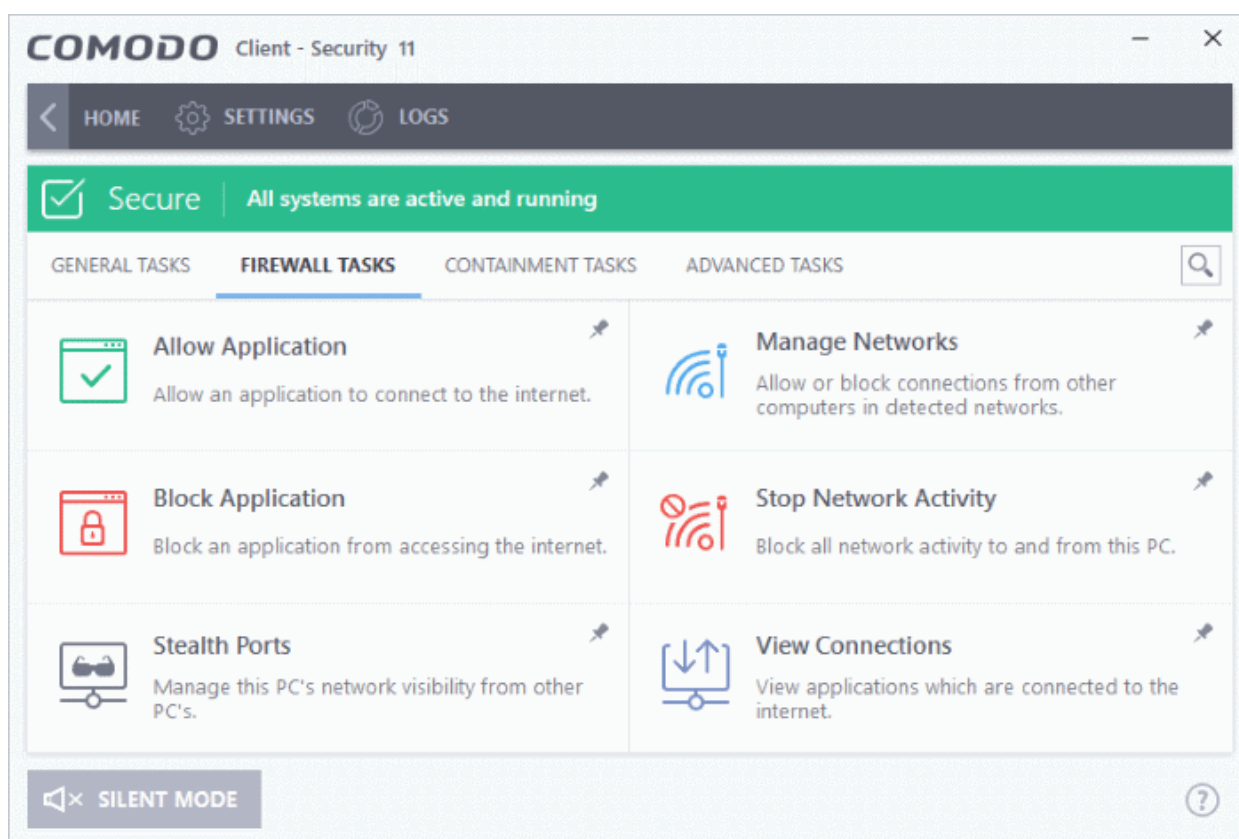 COMODO Client - Security 11
HOME SETTINGS LOGS
Secure All systems are active and running
GENERAL TASKS FIREWALL TASKS CONTAINMENT TASKS ADVANCED TASKS
Allow Application
Allow an application to connect to the internet.
Manage Networks
Allow or block connections from other
computers in detected networks.
Block Application
Block an application from accessing the internet.
Stop Network Activity
Block all network activity to and from this PC.
Stealth Ports
Manage this PC's network visibility from other
PC's.
View Connections
View applications which are connected to the
internet.
SILENT MODE
?